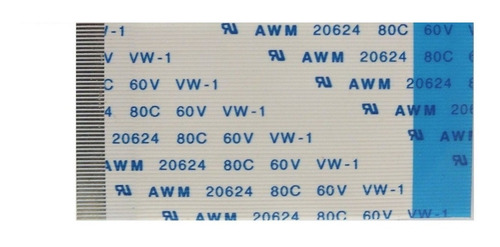 -1 AWM 20624 80C 60V
V VW-1 AWM 20624 80C
C 60V VW-1 AWM 20624
80C 60V VW-1 AWM
20624 80C 60V VW-1 AW
AWM 20624 80C 60V VW-1
AWM 20624 80C 60V VW-1
AWM 20624 80C 60V VW-1